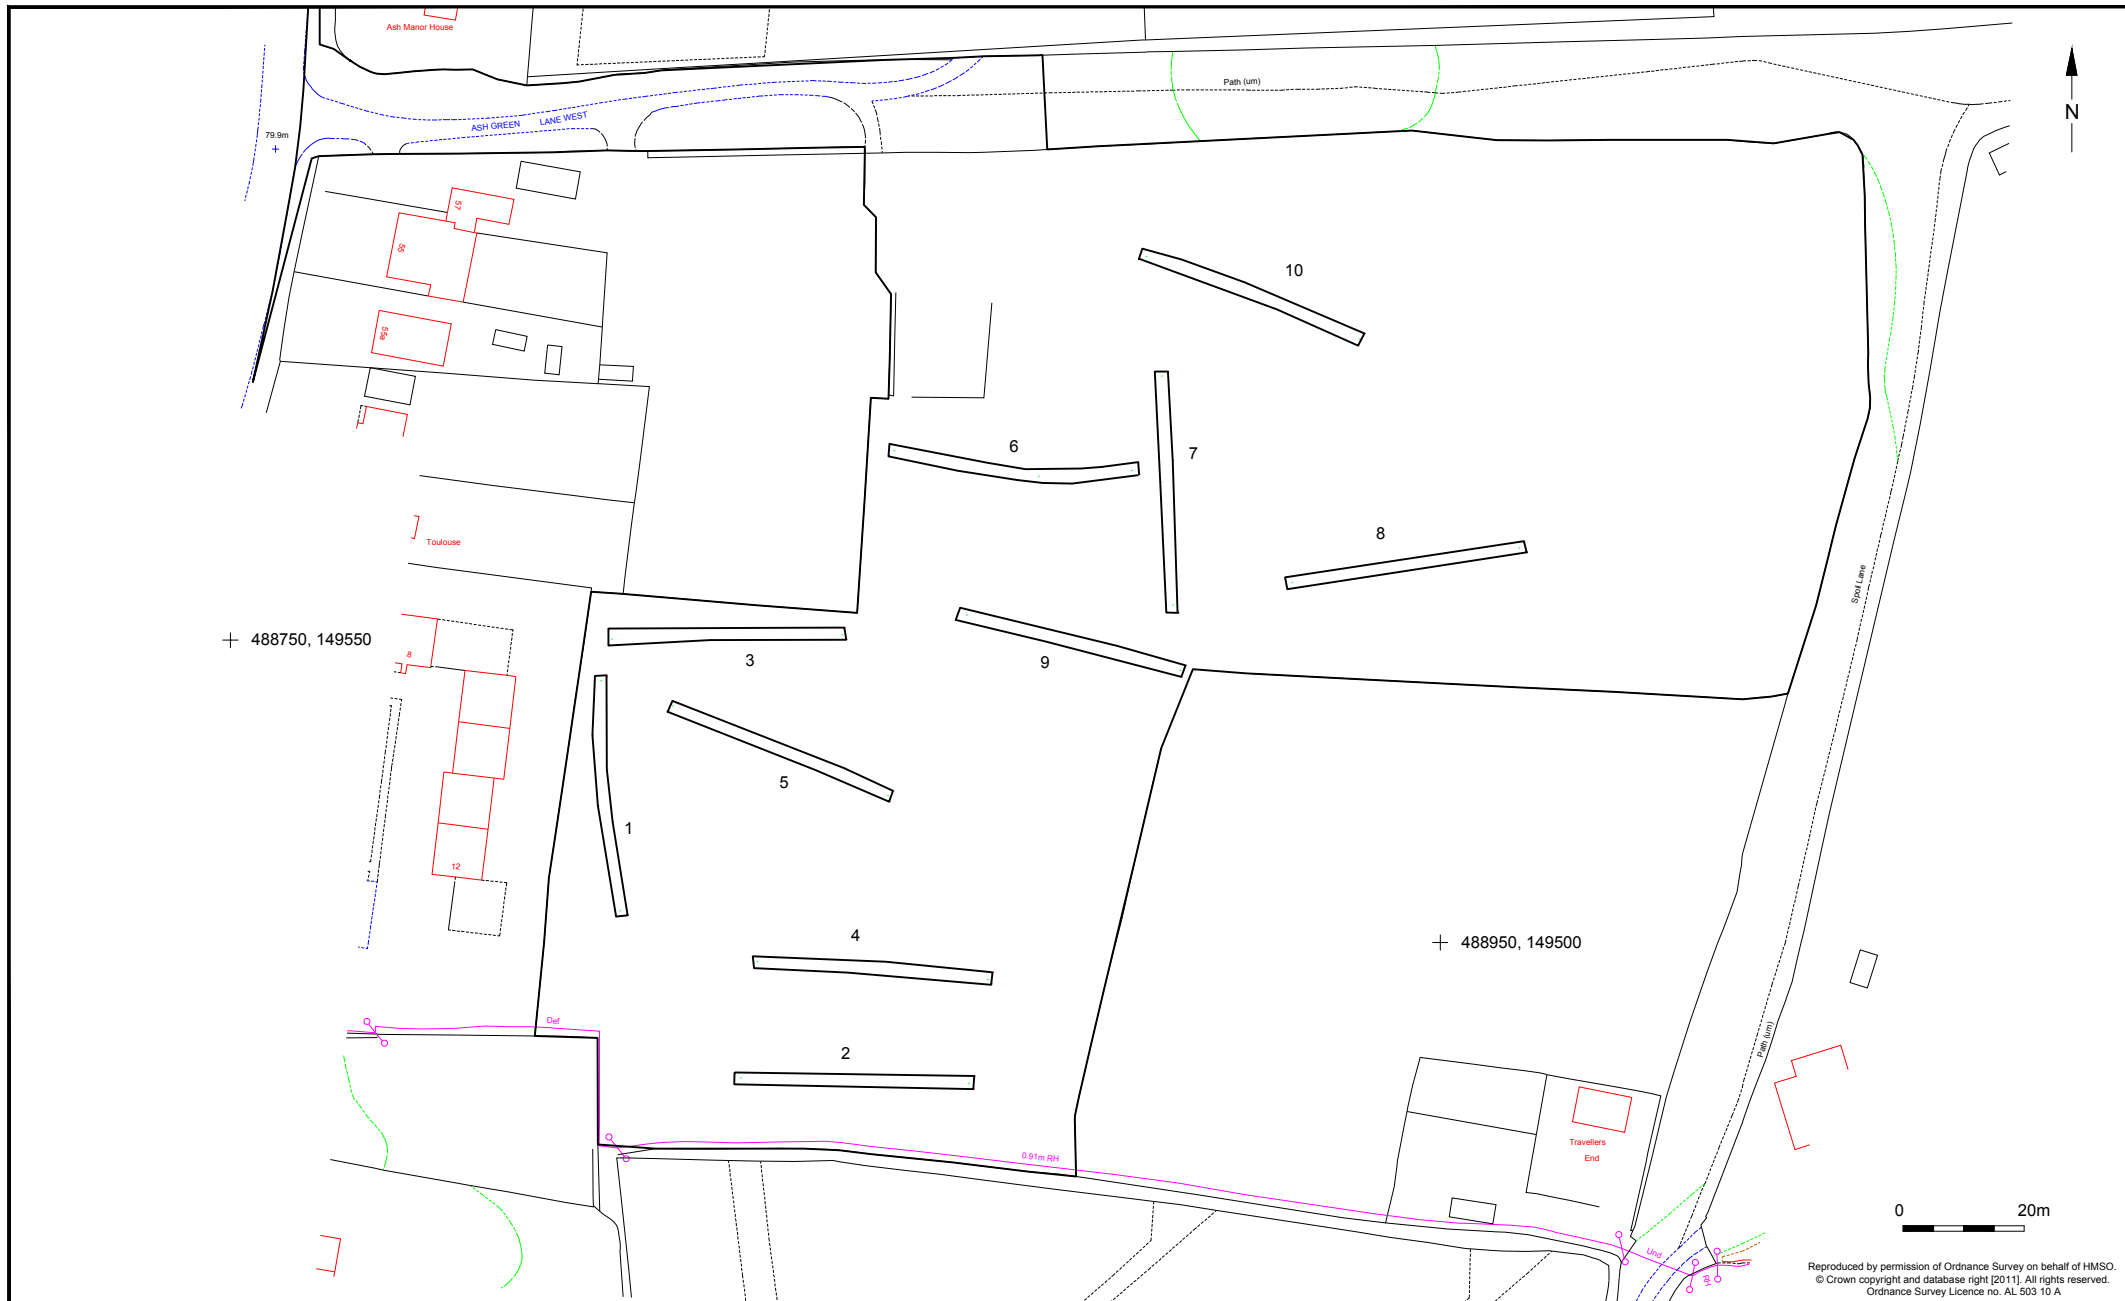 Ash Manor House
Path (um)
N
ASH GREEN LANE WEST
79.9m
57
55
10
55a
6
7
8
Toulouse
Spoil Lane
488750, 149550
8
3
9
5
1
12
4
488950, 149500
Def
Path (um)
2
Travellers
End
0.91m RH
0 20m
Und
RH
Reproduced by permission of Ordnance Survey on behalf of HMSO.
© Crown copyright and database right [2011]. All rights reserved.
Ordnance Survey Licence no. AL 503 10 A